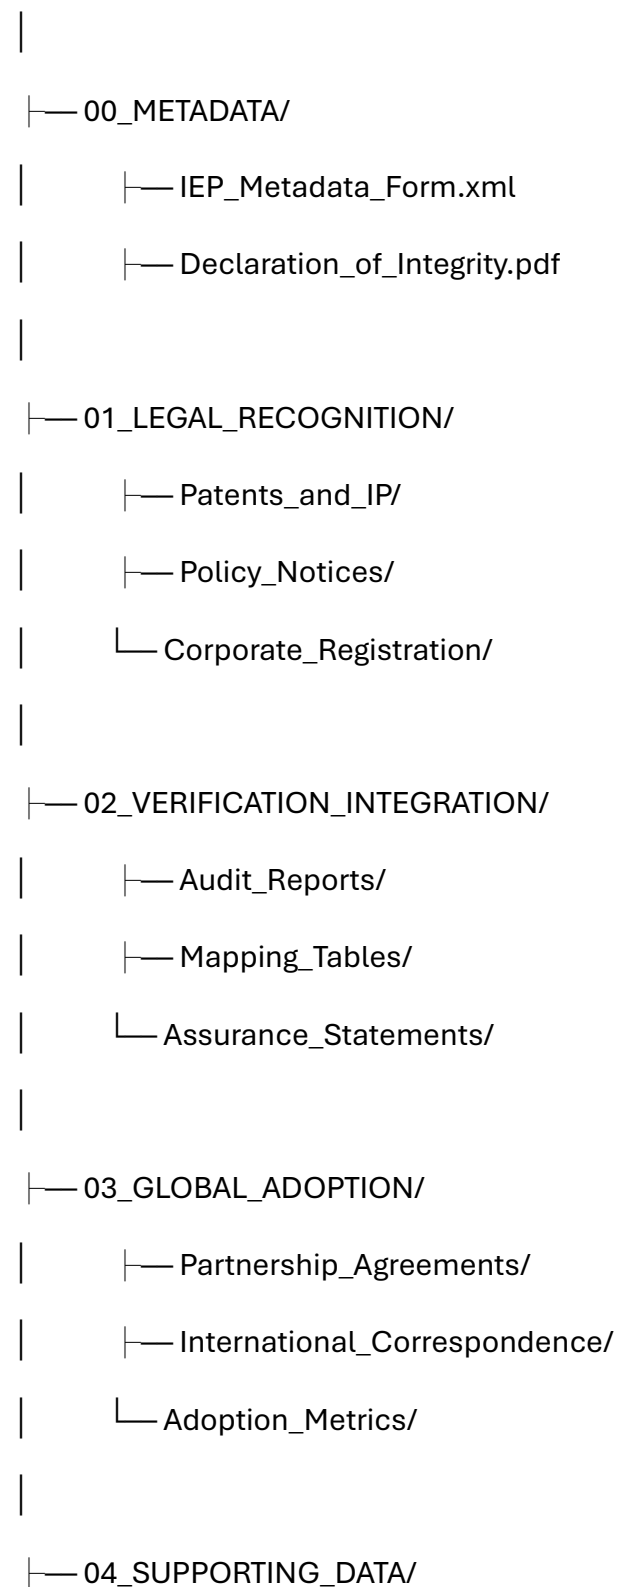 │
├── 00_METADATA/
│ ├── IEP_Metadata_Form.xml
│ ├── Declaration_of_Integrity.pdf
│
├── 01_LEGAL_RECOGNITION/
│ ├── Patents_and_IP/
│ ├── Policy_Notices/
│ └── Corporate_Registration/
│
├── 02_VERIFICATION_INTEGRATION/
│ ├── Audit_Reports/
│ ├── Mapping_Tables/
│ └── Assurance_Statements/
│
├── 03_GLOBAL_ADOPTION/
│ ├── Partnership_Agreements/
│ ├── International_Correspondence/
│ └── Adoption_Metrics/
│
├── 04_SUPPORTING_DATA/